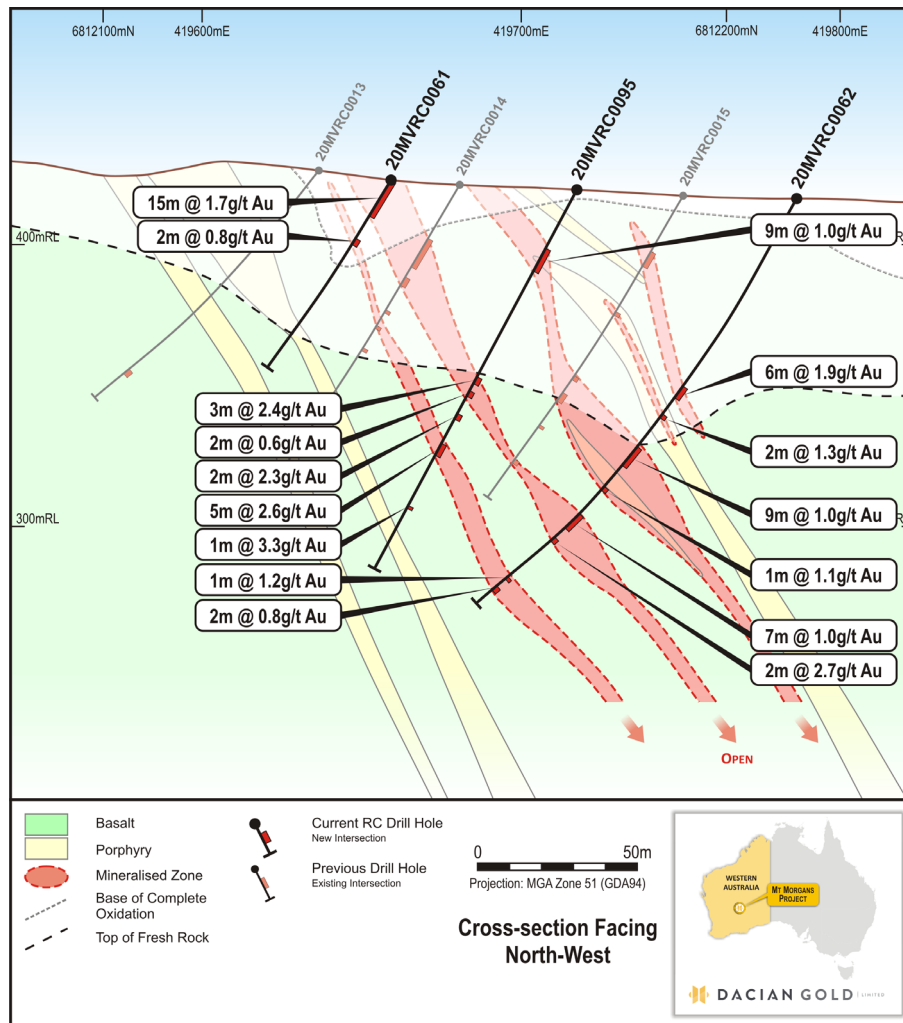 6812100mN
419600mE
419700mE
6812200mN
419800mE
20MVRC0013
20MVRC0061
20MVRC0014
20MVRC0095
20MVRC0015
20MVRC0062
15m @ 1.7g/t Au
2m @ 0.8g/t Au
9m @ 1.0g/t Au
400mRL
6m @ 1.9g/t Au
3m @ 2.4g/t Au
2m @ 0.6g/t Au
2m @ 1.3g/t Au
2m @ 2.3g/t Au
5m @ 2.6g/t Au
9m @ 1.0g/t Au
300mRL
1m @ 3.3g/t Au
1m @ 1.2g/t Au
1m @ 1.1g/t Au
2m @ 0.8g/t Au
7m @ 1.0g/t Au
2m @ 2.7g/t Au
OPEN
Basalt
Porphyry
Mineralised Zone
Base of Complete
Oxidation
Top of Fresh Rock
Current RC Drill Hole
New Intersection
Previous Drill Hole
Existing Intersection
0 50m
Projection: MGA Zone 51 (GDA94)
Cross-section Facing
North-West
WESTERN
AUSTRALIA
MT MORGANS
PROJECT
DACIAN GOLD LIMITED